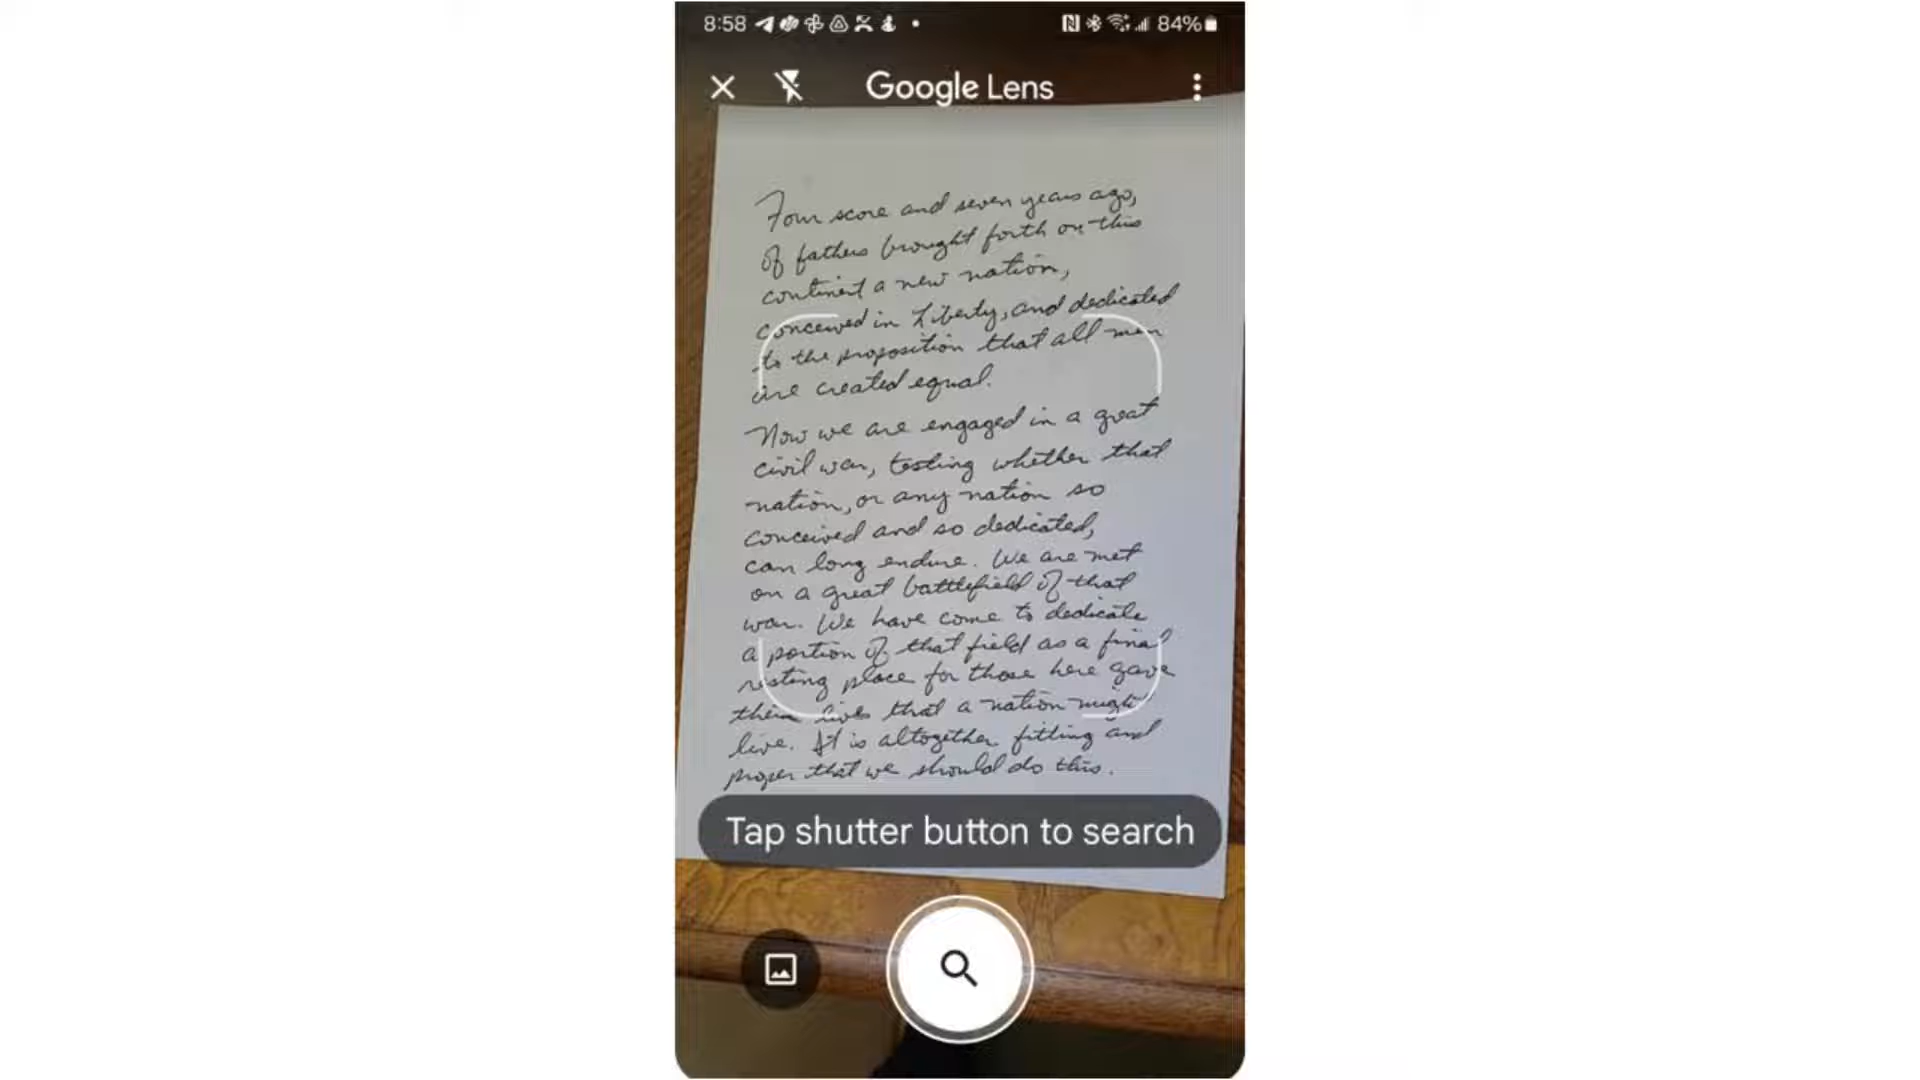 8:58 84%
Google Lens
Four score and seven years ago,
of fathers brought forth on this
continent a new nation,
conceived in Liberty, and dedicated
to the proposition that all men
are created equal.
Now we are engaged in a great
civil war, testing whether that
nation, or any nation so
conceived and so dedicated,
can long endure. We are met
on a great battlefield of that
war. We have come to dedicate
a portion of that field as a final
resting place for those here gave
their lives that a nation might
live. It is altogether fitting and
proper that we should do this.
Tap shutter button to search